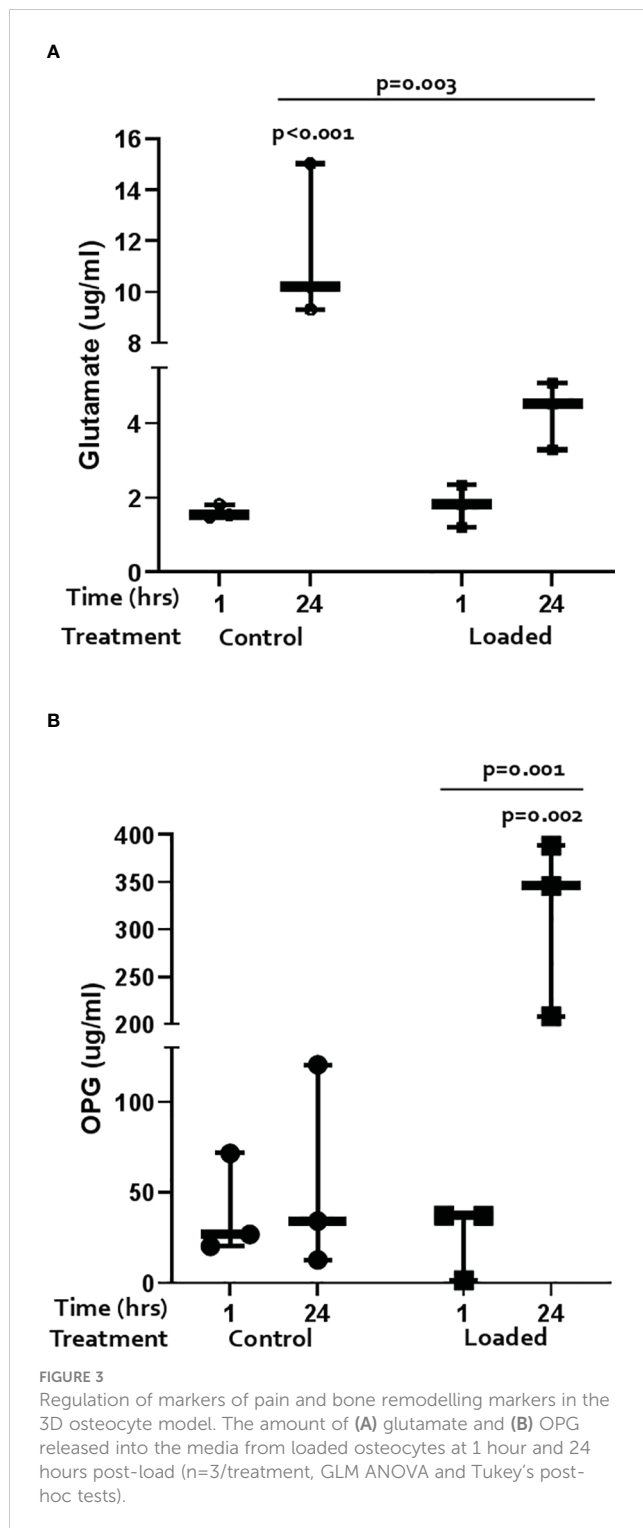 A
p=0.003
p<0.001
16
14
12
10
8
4
2
0
Glutamate (ug/ml)
Time (hrs) 1 24 1 24
Treatment Control Loaded
B
p=0.001
p=0.002
400
350
300
250
200
100
50
0
OPG (ug/ml)
Time (hrs) 1 24 1 24
Treatment Control Loaded
FIGURE 3
Regulation of markers of pain and bone remodelling markers in the
3D osteocyte model. The amount of (A) glutamate and (B) OPG
released into the media from loaded osteocytes at 1 hour and 24
hours post-load (n=3/treatment, GLM ANOVA and Tukey's post-
hoc tests).